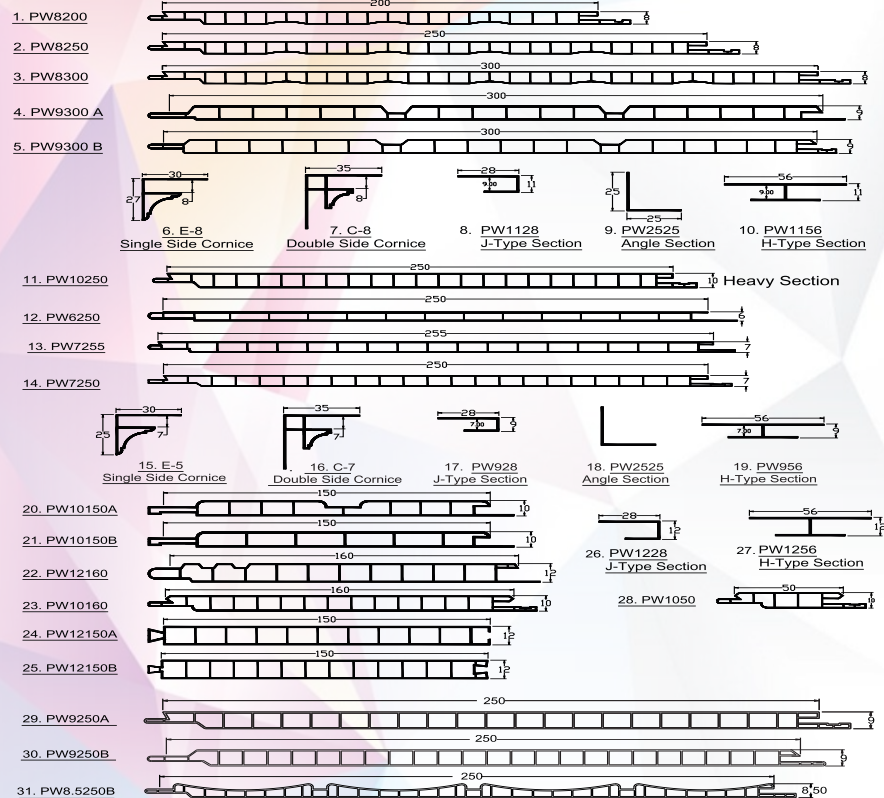 200
1. PW8200
8
250
2. PW8250
8
300
3. PW8300
8
300
4. PW9300 A
9
300
5. PW9300 B
9
30
27
8
6. E-8
Single Side Cornice
35
8
7. C-8
Double Side Cornice
28
9.00
11
8. PW1128
J-Type Section
25
25
9. PW2525
Angle Section
56
9.00
11
10. PW1156
H-Type Section
250
11. PW10250
10
Heavy Section
250
12. PW6250
6
255
13. PW7255
7
250
14. PW7250
7
30
25
7
15. E-5
Single Side Cornice
35
7
16. C-7
Double Side Cornice
28
7.00
9
17. PW928
J-Type Section
18. PW2525
Angle Section
56
7.00
9
19. PW956
H-Type Section
150
20. PW10150A
10
150
21. PW10150B
10
160
22. PW12160
12
160
23. PW10160
10
150
24. PW12150A
12
150
25. PW12150B
12
28
12
26. PW1228
J-Type Section
56
12
27. PW1256
H-Type Section
50
28. PW1050
10
250
29. PW9250A
9
250
30. PW9250B
9
250
31. PW8.5250B
8.50